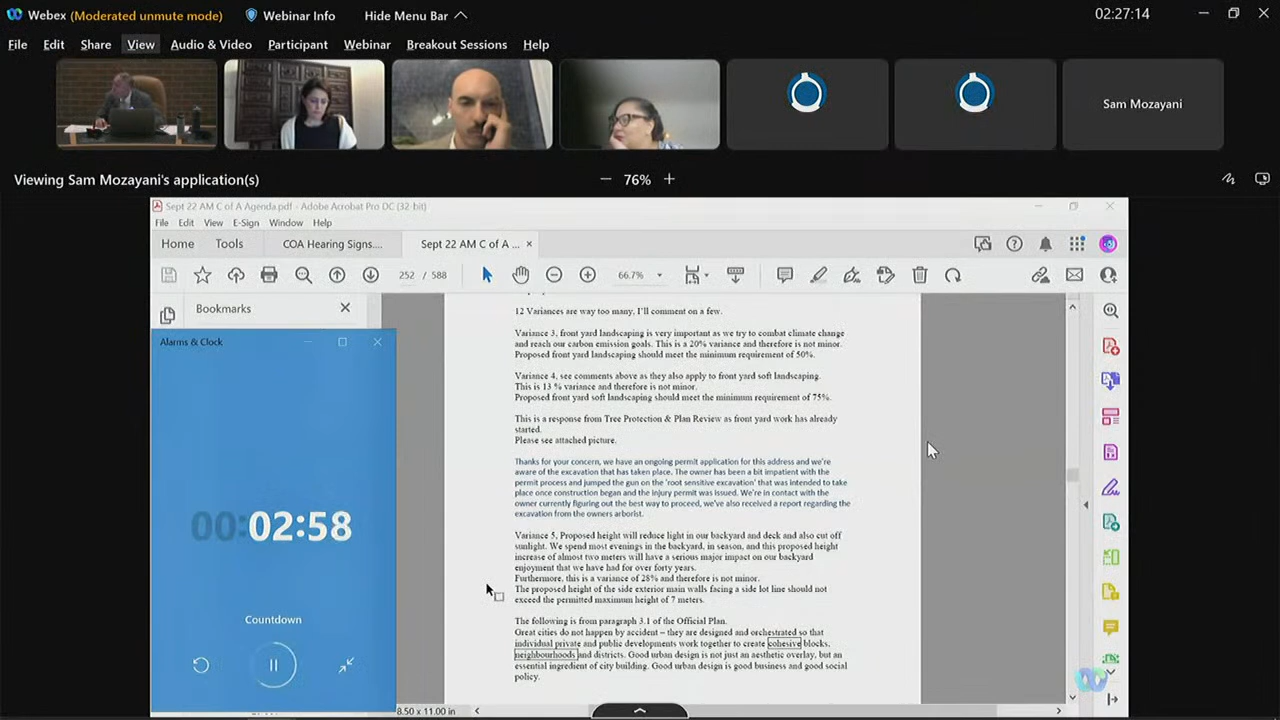 Webex (Moderated unmute mode) Webinar Info Hide Menu Bar 02:27:14
File Edit Share View Audio & Video Participant Webinar Breakout Sessions Help
Sam Mozayani
Viewing Sam Mozayani's application(s) 76%
Sept 22 AM C of A Agenda.pdf - Adobe Acrobat Pro DC (32-bit)
File Edit View E-Sign Window Help
Home Tools COA Hearing Signs.... Sept 22 AM C of A ...
252 / 588 66.7%
Bookmarks
Alarms & Clock
00:02:58
Countdown
12 Variances are way too many, I'll comment on a few.
Variance 3, front yard landscaping is very important as we try to combat climate change
and reach our carbon emission goals. This is a 20% variance and therefore is not minor.
Proposed front yard landscaping should meet the minimum requirement of 50%.
Variance 4, see comments above as they also apply to front yard soft landscaping.
This is 13 % variance and therefore is not minor.
Proposed front yard soft landscaping should meet the minimum requirement of 75%.
This is a response from Tree Protection & Plan Review as front yard work has already
started.
Please see attached picture.
Thanks for your concern, we have an ongoing permit application for this address and we're
aware of the excavation that has taken place. The owner has been a bit impatient with the
permit process and jumped the gun on the 'root sensitive excavation' that was intended to take
place once construction began and the injury permit was issued. We're in contact with the
owner currently figuring out the best way to proceed, we've also received a report regarding the
excavation from the owners arborist.
Variance 5, Proposed height will reduce light in our backyard and deck and also cut off
sunlight. We spend most evenings in the backyard, in season, and this proposed height
increase of almost two meters will have a serious major impact on our backyard
enjoyment that we have had for over forty years.
Furthermore, this is a variance of 28% and therefore is not minor.
The proposed height of the side exterior main walls facing a side lot line should not
exceed the permitted maximum height of 7 meters.
The following is from paragraph 3.1 of the Official Plan.
Great cities do not happen by accident – they are designed and orchestrated so that
individual private and public developments work together to create cohesive blocks,
neighbourhoods and districts. Good urban design is not just an aesthetic overlay, but an
essential ingredient of city building. Good urban design is good business and good social
policy.
8.50 x 11.00 in